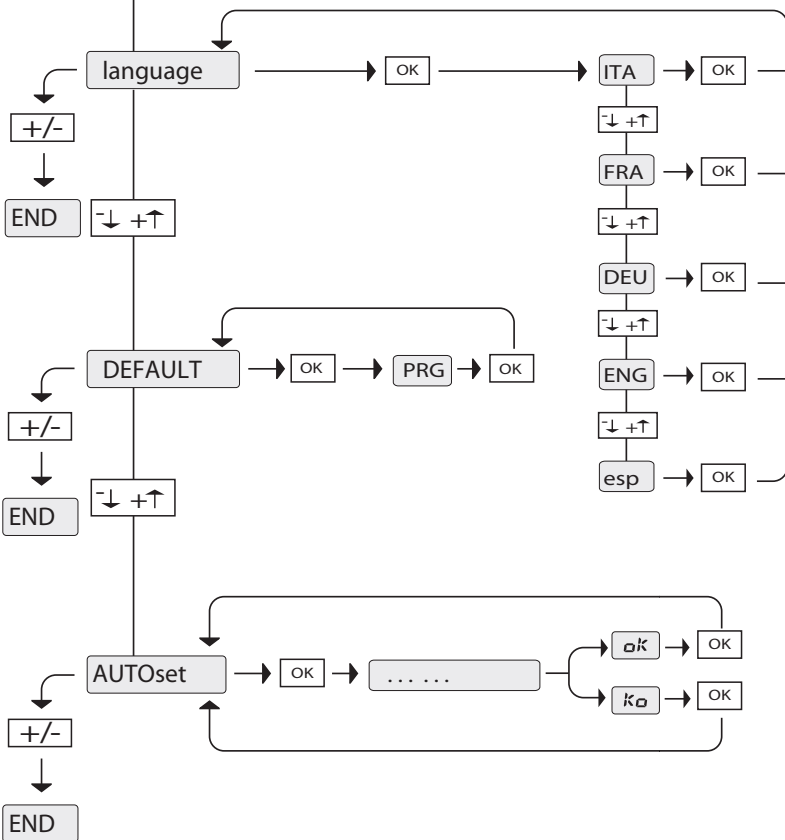 language OK ITA OK
+/- -↓ +↑
FRA OK
END -↓ +↑ -↓ +↑
DEU OK
-↓ +↑
DEFAULT OK PRG OK ENG OK
+/- -↓ +↑
esp OK
END -↓ +↑
ok OK
AUTOset OK ... ...
Ko OK
+/-
END